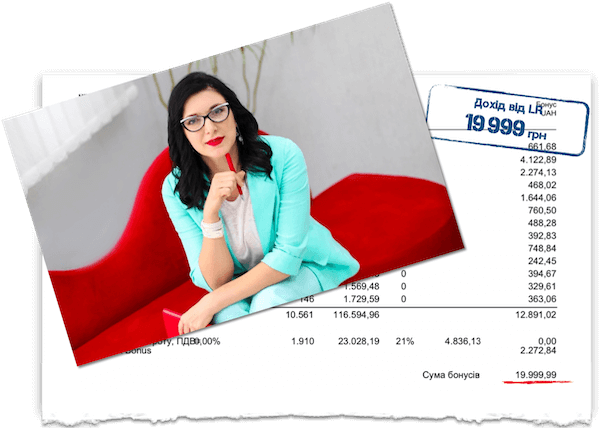 Дохід від LR
19 999 грн
Бонус
UAH
661,68
4.122,89
2.274,13
468,02
1.644,06
760,50
488,28
392,83
748,84
242,45
0 394,67
1.569,48 0 329,61
146 1.729,59 0 363,06
10.561 116.594,96 12.891,02
ПДВ) 0,00% 1.910 23.028,19 21% 4.836,13 0,00
Bonus 2.272,84
Сума бонусів 19.999,99